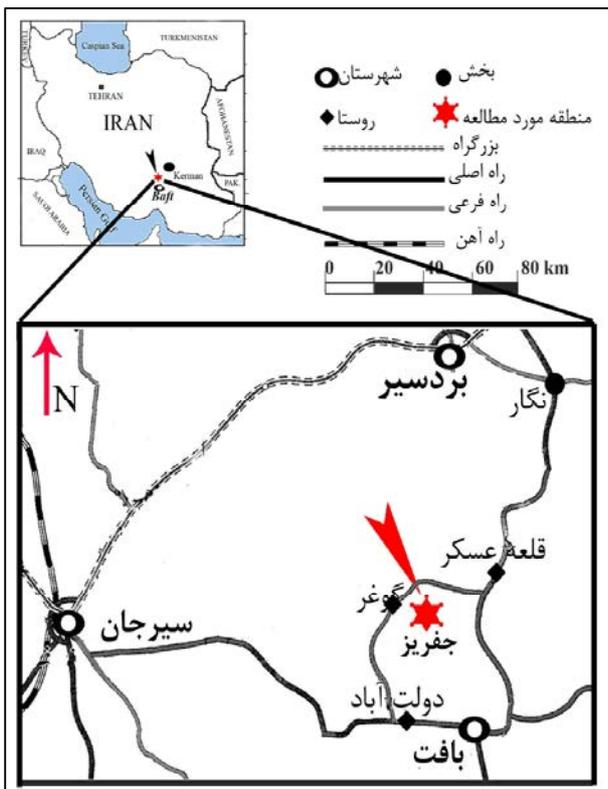 Caspian Sea
TURKMENISTAN
TURKEY
TEHRAN
IRAN
AFGHANISTAN
IRAQ
Kerman
PAK.
Baft
Persian Gulf
SAUDI ARABIA
شهرستان
بخش
روستا
منطقه مورد مطالعه
بزرگراه
راه اصلی
راه فرعی
راه آهن
0 20 40 60 80 km
N
بردسیر
نگار
قلعه عسکر
گوغر
جفریز
سیرجان
دولت آباد
بافت